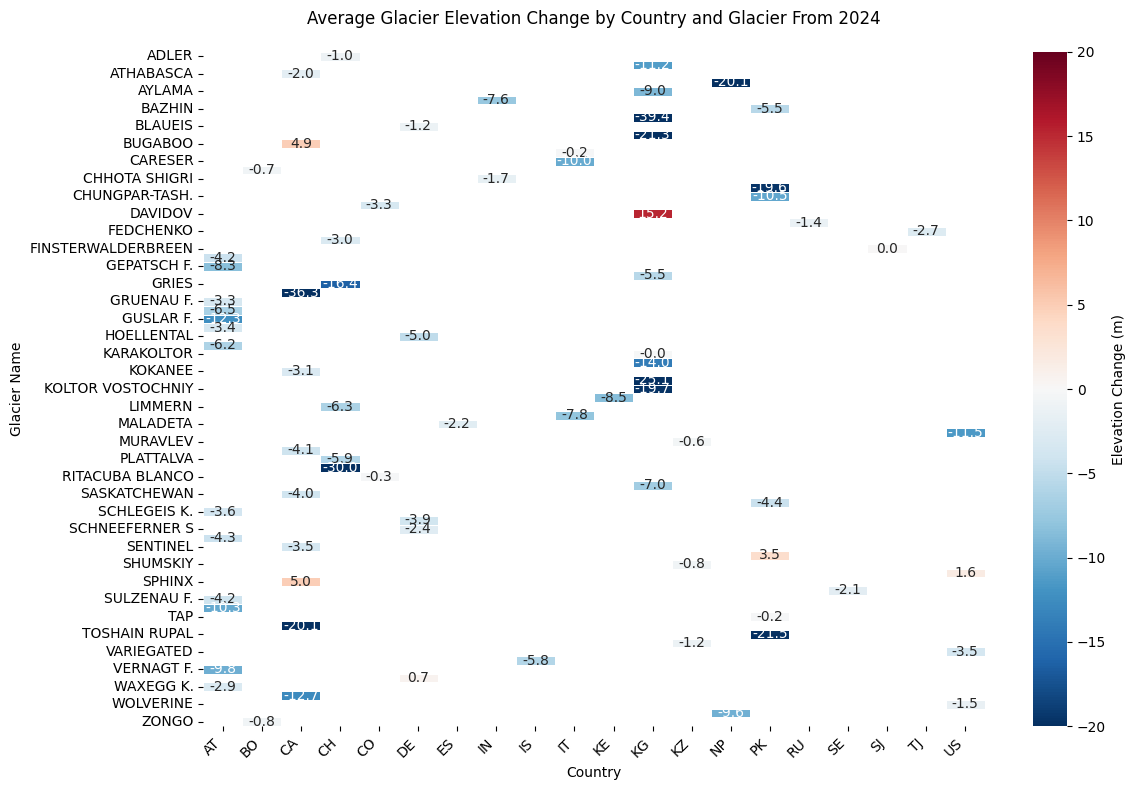 Average Glacier Elevation Change by Country and Glacier From 2024
Glacier Name
ADLER -1.0
-11.2
ATHABASCA -2.0
-20.1
AYLAMA -9.0
-7.6
BAZHIN -5.5
-39.4
BLAUEIS -1.2
-21.3
BUGABOO 4.9
-0.2
CARESER -10.0
-0.7
CHHOTA SHIGRI -1.7
-19.6
CHUNGPAR-TASH. -10.5
-3.3
DAVIDOV 15.2
-1.4
FEDCHENKO -2.7
-3.0
FINSTERWALDERBREEN 0.0
-4.2
GEPATSCH F. -8.3
-5.5
GRIES -16.4
-36.3
GRUENAU F. -3.3
-6.5
GUSLAR F. -12.3
-3.4
HOELLENTAL -5.0
-6.2
KARAKOLTOR -0.0
-14.0
KOKANEE -3.1
-25.1
KOLTOR VOSTOCHNIY -19.7
-8.5
LIMMERN -6.3
-7.8
MALADETA -2.2
-11.5
MURAVLEV -0.6
-4.1
PLATTALVA -5.9
-30.0
RITACUBA BLANCO -0.3
-7.0
SASKATCHEWAN -4.0
-4.4
SCHLEGEIS K. -3.6
-3.9
SCHNEEFERNER S -2.4
-4.3
SENTINEL -3.5
3.5
SHUMSKIY -0.8
1.6
SPHINX 5.0
-2.1
SULZENAU F. -4.2
-10.3
TAP -0.2
-20.1
TOSHAIN RUPAL -21.5
-1.2
VARIEGATED -3.5
-5.8
VERNAGT F. -9.8
0.7
WAXEGG K. -2.9
-12.7
WOLVERINE -1.5
-9.6
ZONGO -0.8
AT BO CA CH CO DE ES IN IS IT KE KG KZ NP PK RU SE SJ TJ US
Country
20
15
10
5
0
−5
−10
−15
−20
Elevation Change (m)